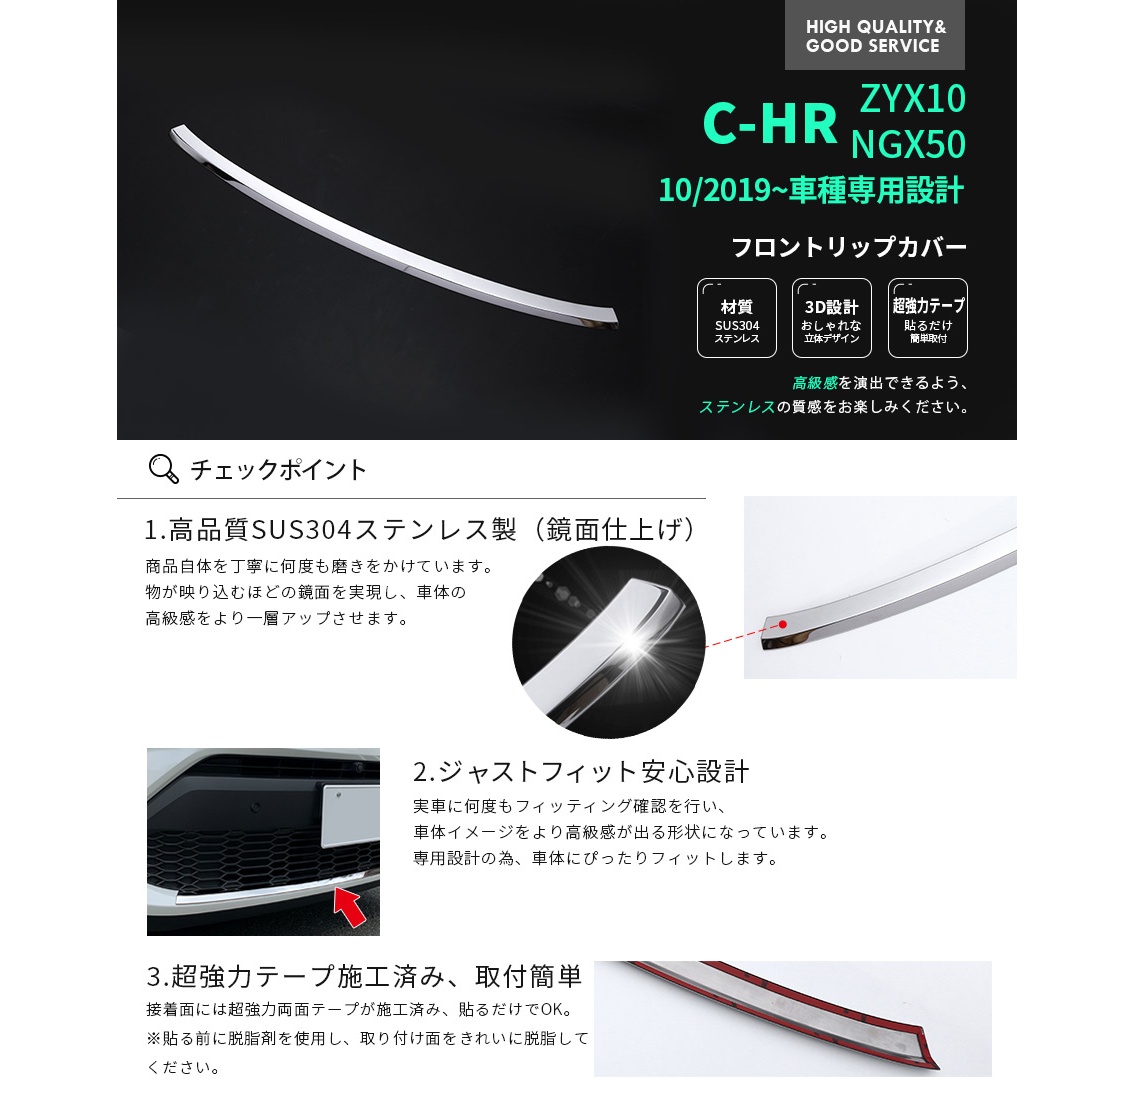 HIGH QUALITY&
GOOD SERVICE
C-HR
ZYX10
NGX50
10/2019~車種専用設計
フロントリップカバー
材質
SUS304
ステンレス
3D設計
おしゃれな
立体デザイン
超強力テープ
貼るだけ
簡単取付
高級感を演出できるよう、
ステンレスの質感をお楽しみください。
チェックポイント
1.高品質SUS304ステンレス製（鏡面仕上げ）
商品自体を丁寧に何度も磨きをかけています。
物が映り込むほどの鏡面を実現し、車体の
高級感をより一層アップさせます。
2.ジャストフィット安心設計
実車に何度もフィッティング確認を行い、
車体イメージをより高級感が出る形状になっています。
専用設計の為、車体にぴったりフィットします。
3.超強力テープ施工済み、取付簡単
接着面には超強力両面テープが施工済み、貼るだけでOK。
※貼る前に脱脂剤を使用し、取り付け面をきれいに脱脂して
ください。